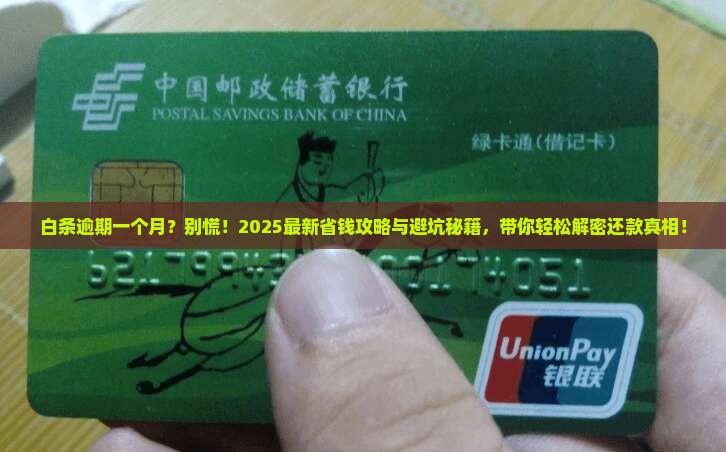 中国邮政储蓄银行
POSTAL SAVINGS BANK OF CHINA
绿卡通(借记卡)
白条逾期一个月？别慌！2025最新省钱攻略与避坑秘籍，带你轻松解密还款真相！
UnionPay
银联